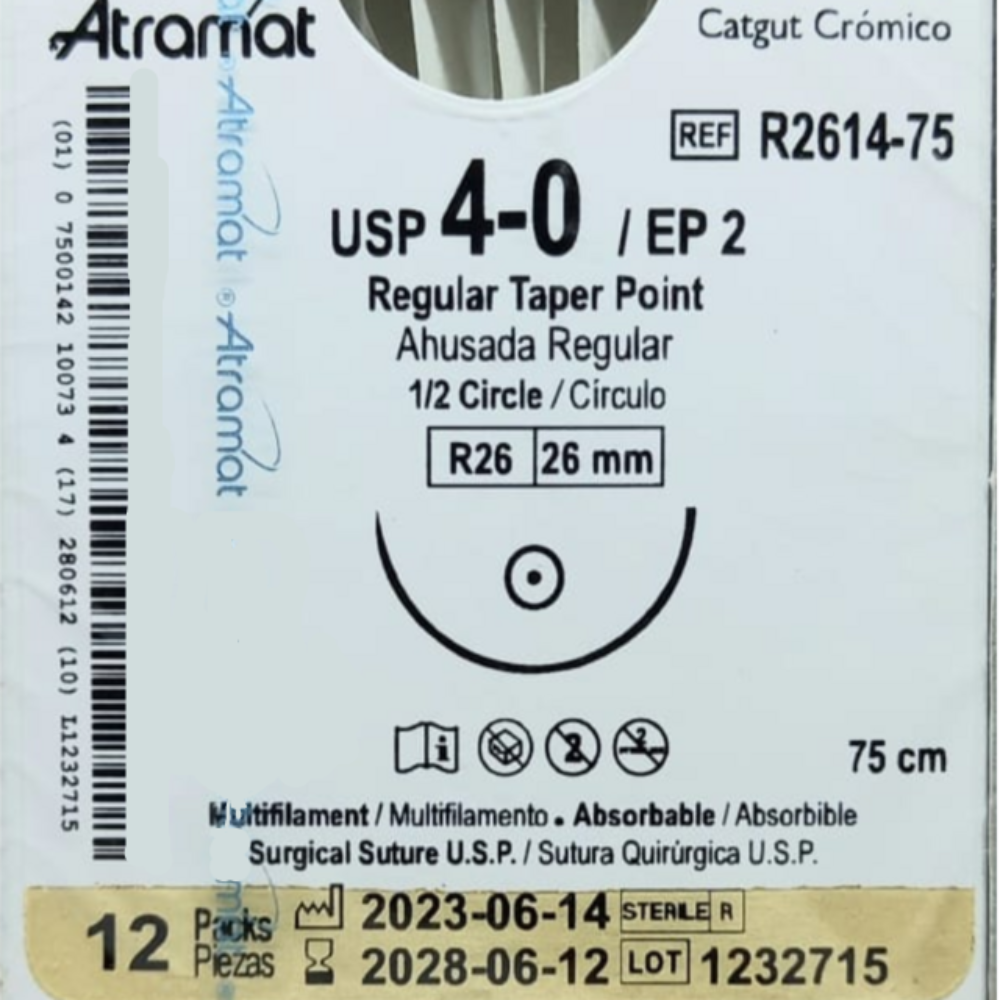 Atramat
Catgut Crómico
REF R2614-75
USP 4-0 / EP 2
Regular Taper Point
Ahusada Regular
1/2 Circle / Círculo
R26 26 mm
75 cm
Multifilament / Multifilamento • Absorbable / Absorbible
Surgical Suture U.S.P. / Sutura Quirúrgica U.S.P.
12 Packs
Piezas
2023-06-14 STERILE R
2028-06-12 LOT 1232715
(01) 0 7500142 10073 4 (17) 280612 (10) L1232715
Atramat ® Atramat